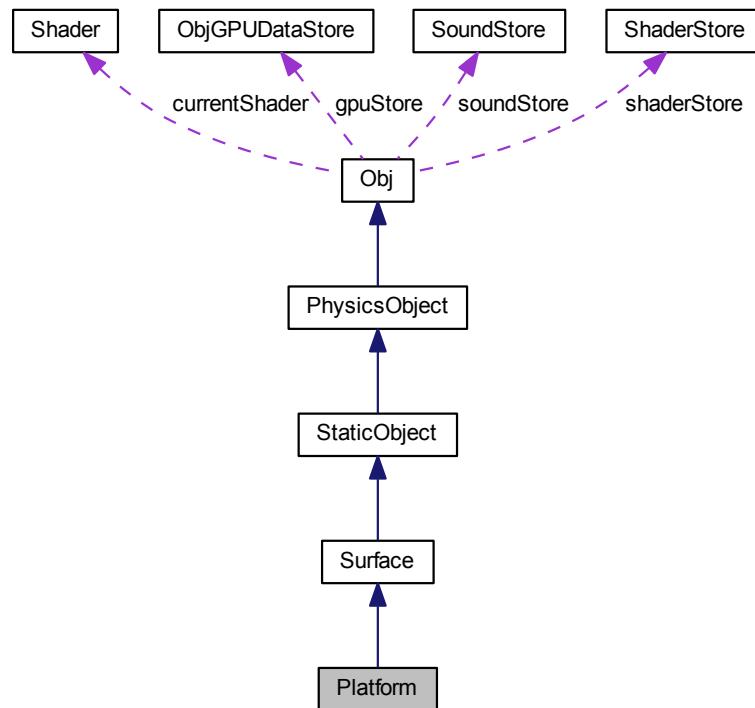 Shader
ObjGPUDataStore
SoundStore
ShaderStore
currentShader
gpuStore
soundStore
shaderStore
Obj
PhysicsObject
StaticObject
Surface
Platform